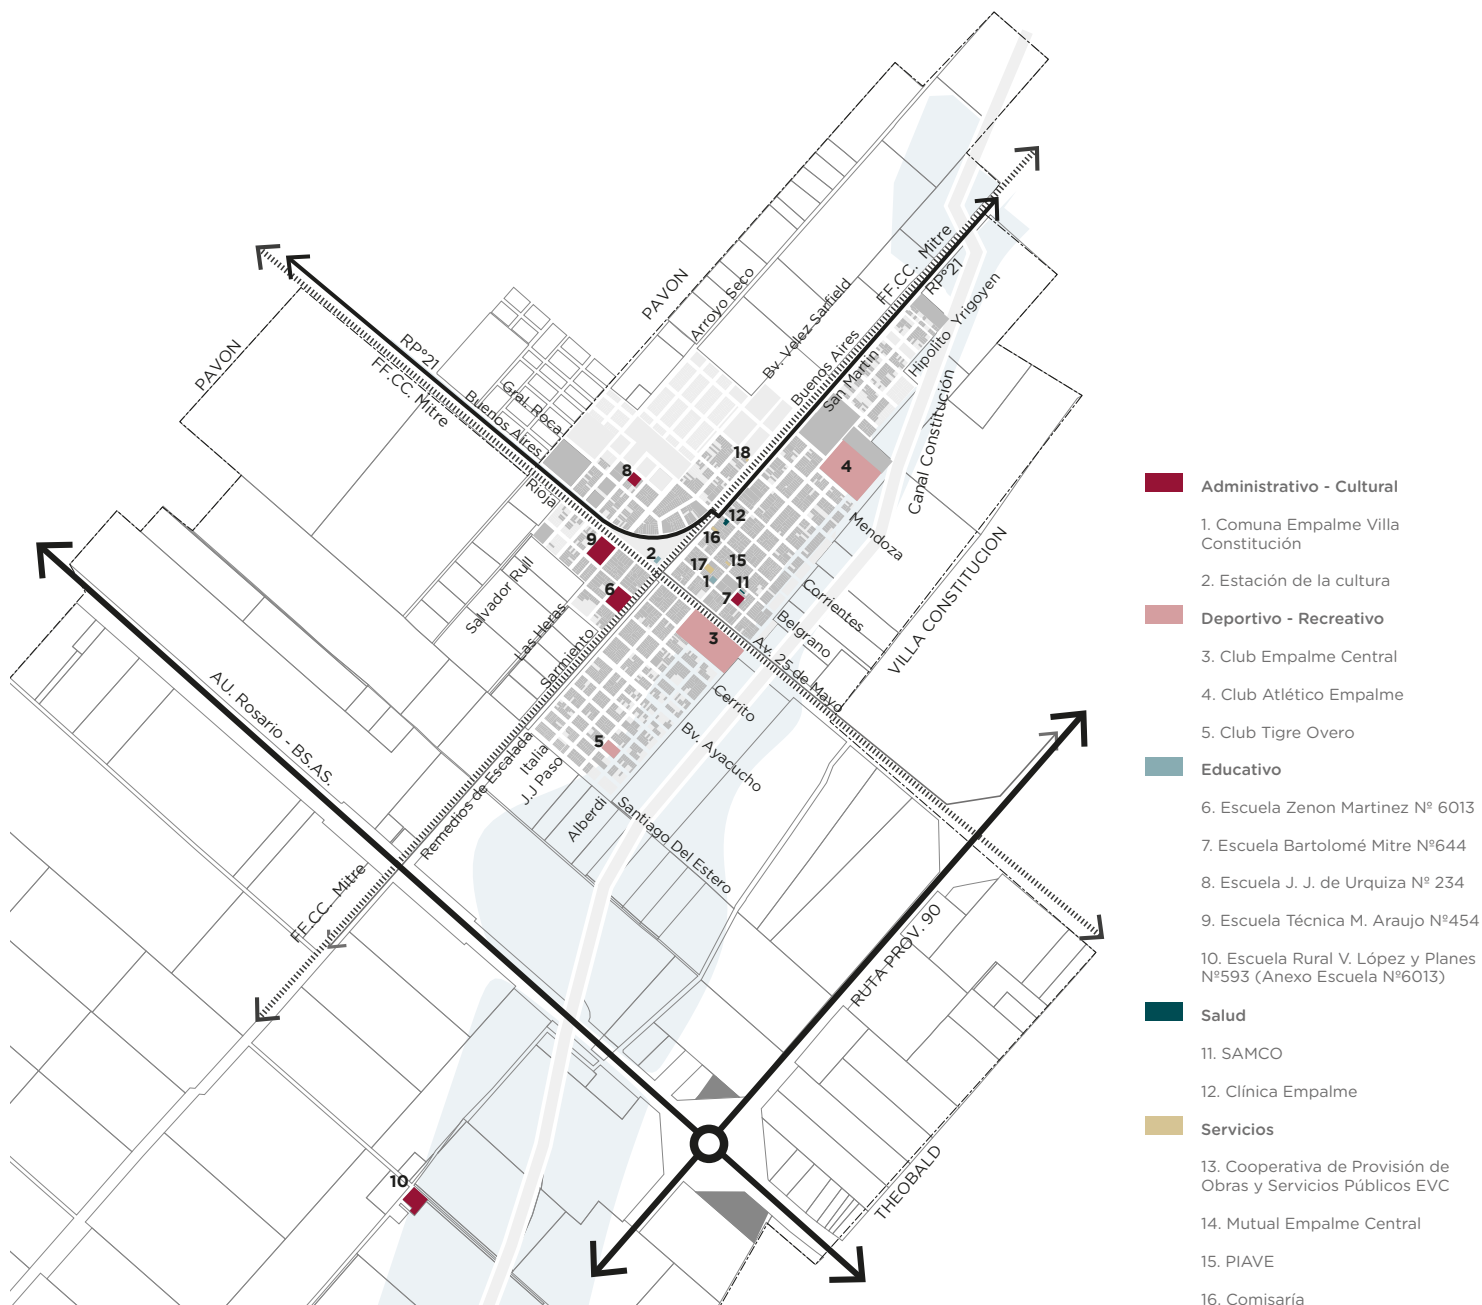 PAVON
PAVON
Arroyo Seco
Bv. Velez Sarfield
Buenos Aires
FF.CC. Mitre
RPº21
San Martin
Hipolito Yrigoyen
Canal Constitución
RPº21
FF.CC. Mitre
Gral. Roca
Buenos Aires
Rioja
18
8
4
12
16
9
2
17
15
1
11
7
6
3
5
10
Mendoza
Corrientes
Belgrano
Av. 25 de Mayo
VILLA CONSTITUCION
Salvador Rull
Las Heras
Sarmiento
Cerrito
Bv. Ayacucho
AU. Rosario - BS.AS.
Remedios de Escalada
Italia
J.J Paso
Alberdi
Santiago Del Estero
FF.CC. Mitre
RUTA PROV. 90
THEOBALD
Administrativo - Cultural
1. Comuna Empalme Villa
Constitución
2. Estación de la cultura
Deportivo - Recreativo
3. Club Empalme Central
4. Club Atlético Empalme
5. Club Tigre Overo
Educativo
6. Escuela Zenon Martinez Nº 6013
7. Escuela Bartolomé Mitre Nº644
8. Escuela J. J. de Urquiza Nº 234
9. Escuela Técnica M. Araujo Nº454
10. Escuela Rural V. López y Planes
Nº593 (Anexo Escuela Nº6013)
Salud
11. SAMCO
12. Clínica Empalme
Servicios
13. Cooperativa de Provisión de
Obras y Servicios Públicos EVC
14. Mutual Empalme Central
15. PIAVE
16. Comisaría